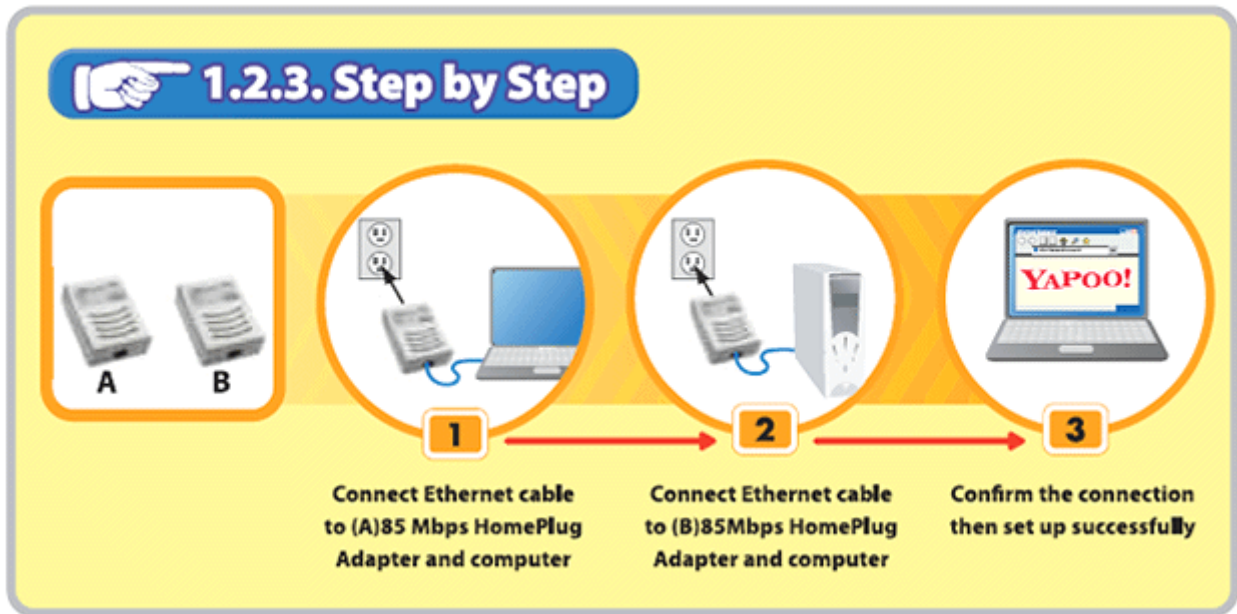 1.2.3. Step by Step
A
B
1
2
3
YAPOO!
Connect Ethernet cable
to (A)85 Mbps HomePlug
Adapter and computer
Connect Ethernet cable
to (B)85Mbps HomePlug
Adapter and computer
Confirm the connection
then set up successfully